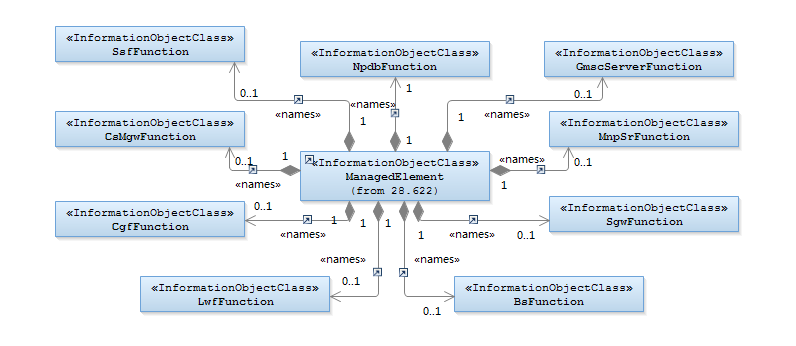 «InformationObjectClass»
SsfFunction
«InformationObjectClass»
NpdbFunction
«InformationObjectClass»
GmscServerFunction
0..1
«names»
1
1
«names»
1
0..1
«names»
1
«InformationObjectClass»
CsMgwFunction
«InformationObjectClass»
MnpSrFunction
0..1
«names»
1
«InformationObjectClass»
ManagedElement
(from 28.622)
«names»
0..1
1
«InformationObjectClass»
CgfFunction
0..1
«names»
1
«InformationObjectClass»
SgwFunction
1
«names»
0..1
«names»
1
0..1
«names»
1
0..1
«InformationObjectClass»
LwfFunction
«InformationObjectClass»
BsFunction